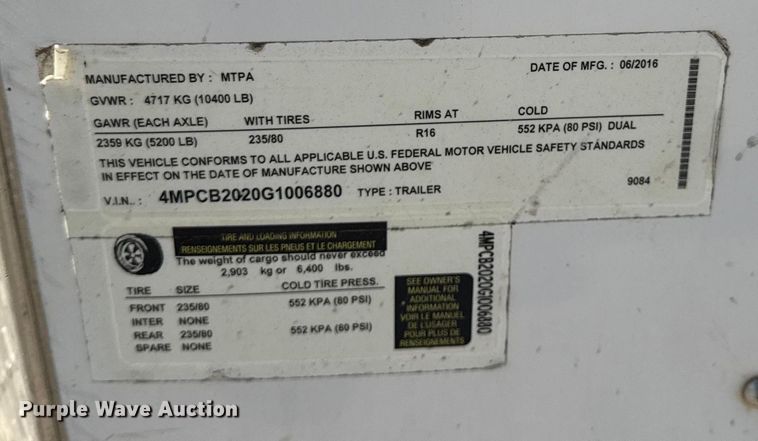 MANUFACTURED BY : MTPA DATE OF MFG. : 06/2016
GVWR : 4717 KG (10400 LB)
GAWR (EACH AXLE) WITH TIRES RIMS AT COLD
2359 KG (5200 LB) 235/80 R16 552 KPA (80 PSI) DUAL
THIS VEHICLE CONFORMS TO ALL APPLICABLE U.S. FEDERAL MOTOR VEHICLE SAFETY STANDARDS
IN EFFECT ON THE DATE OF MANUFACTURE SHOWN ABOVE
V.I.N.. : 4MPCB2020G1006880 TYPE : TRAILER 9084
TIRE AND LOADING INFORMATION
RENSEIGNEMENTS SUR LES PNEUS ET LE CHARGEMENT
The weight of cargo should never exceed
2,903 kg or 6,400 lbs.
TIRE SIZE COLD TIRE PRESS.
FRONT 235/80 552 KPA (80 PSI)
INTER NONE
REAR 235/80 552 KPA (80 PSI)
SPARE NONE
SEE OWNER'S
MANUAL FOR
ADDITIONAL
INFORMATION
VOIR LE MANUEL
DE L'USAGER
POUR PLUS DE
RENSEIGNEMENTS
4MPCB2020G1006880
Purple Wave Auction